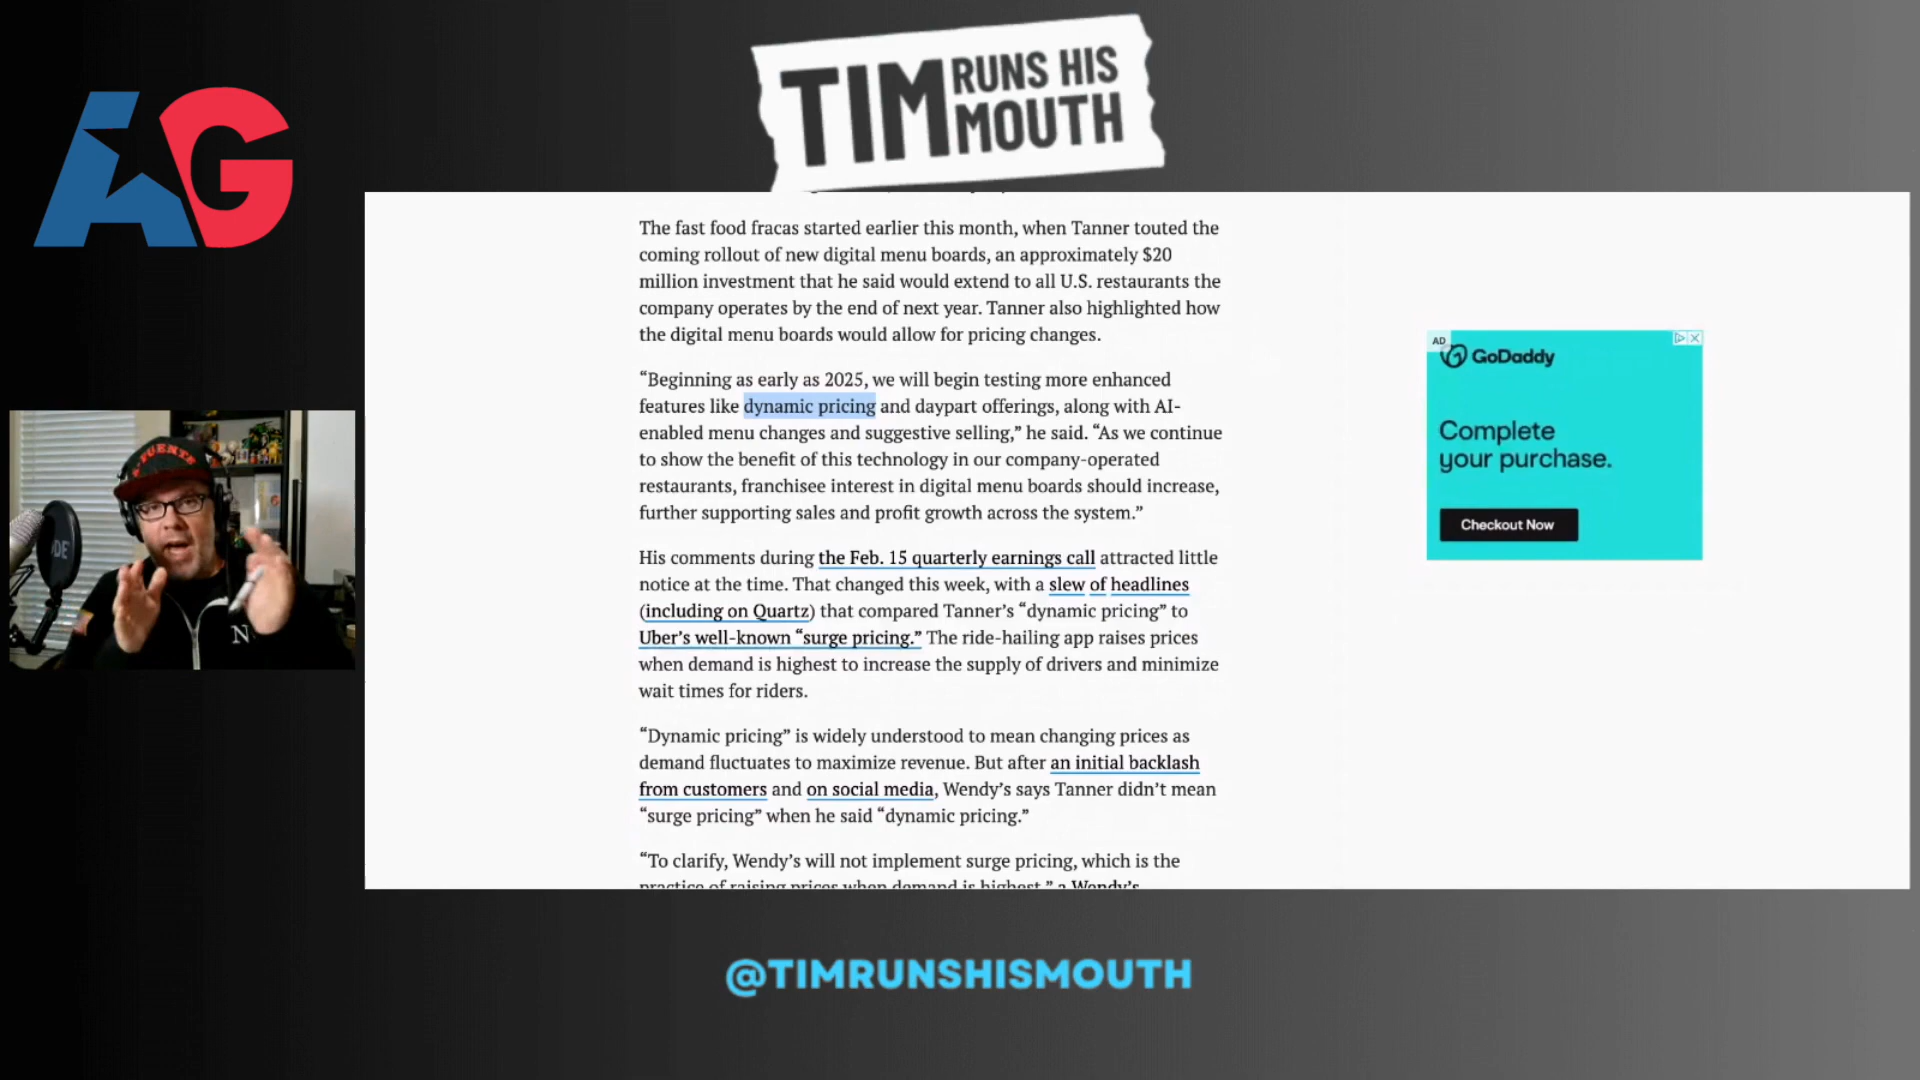 TIM RUNS HIS
MOUTH
AG
The fast food fracas started earlier this month, when Tanner touted the
coming rollout of new digital menu boards, an approximately $20
million investment that he said would extend to all U.S. restaurants the
company operates by the end of next year. Tanner also highlighted how
the digital menu boards would allow for pricing changes.
“Beginning as early as 2025, we will begin testing more enhanced
features like dynamic pricing and daypart offerings, along with AI-
enabled menu changes and suggestive selling,” he said. “As we continue
to show the benefit of this technology in our company-operated
restaurants, franchisee interest in digital menu boards should increase,
further supporting sales and profit growth across the system.”
His comments during the Feb. 15 quarterly earnings call attracted little
notice at the time. That changed this week, with a slew of headlines
(including on Quartz) that compared Tanner’s “dynamic pricing” to
Uber’s well-known “surge pricing.” The ride-hailing app raises prices
when demand is highest to increase the supply of drivers and minimize
wait times for riders.
“Dynamic pricing” is widely understood to mean changing prices as
demand fluctuates to maximize revenue. But after an initial backlash
from customers and on social media, Wendy’s says Tanner didn’t mean
“surge pricing” when he said “dynamic pricing.”
“To clarify, Wendy’s will not implement surge pricing, which is the
practice of raising prices when demand is highest,” a Wendy’s
AD
GoDaddy
Complete
your purchase.
Checkout Now
N
@TIMRUNSHISMOUTH